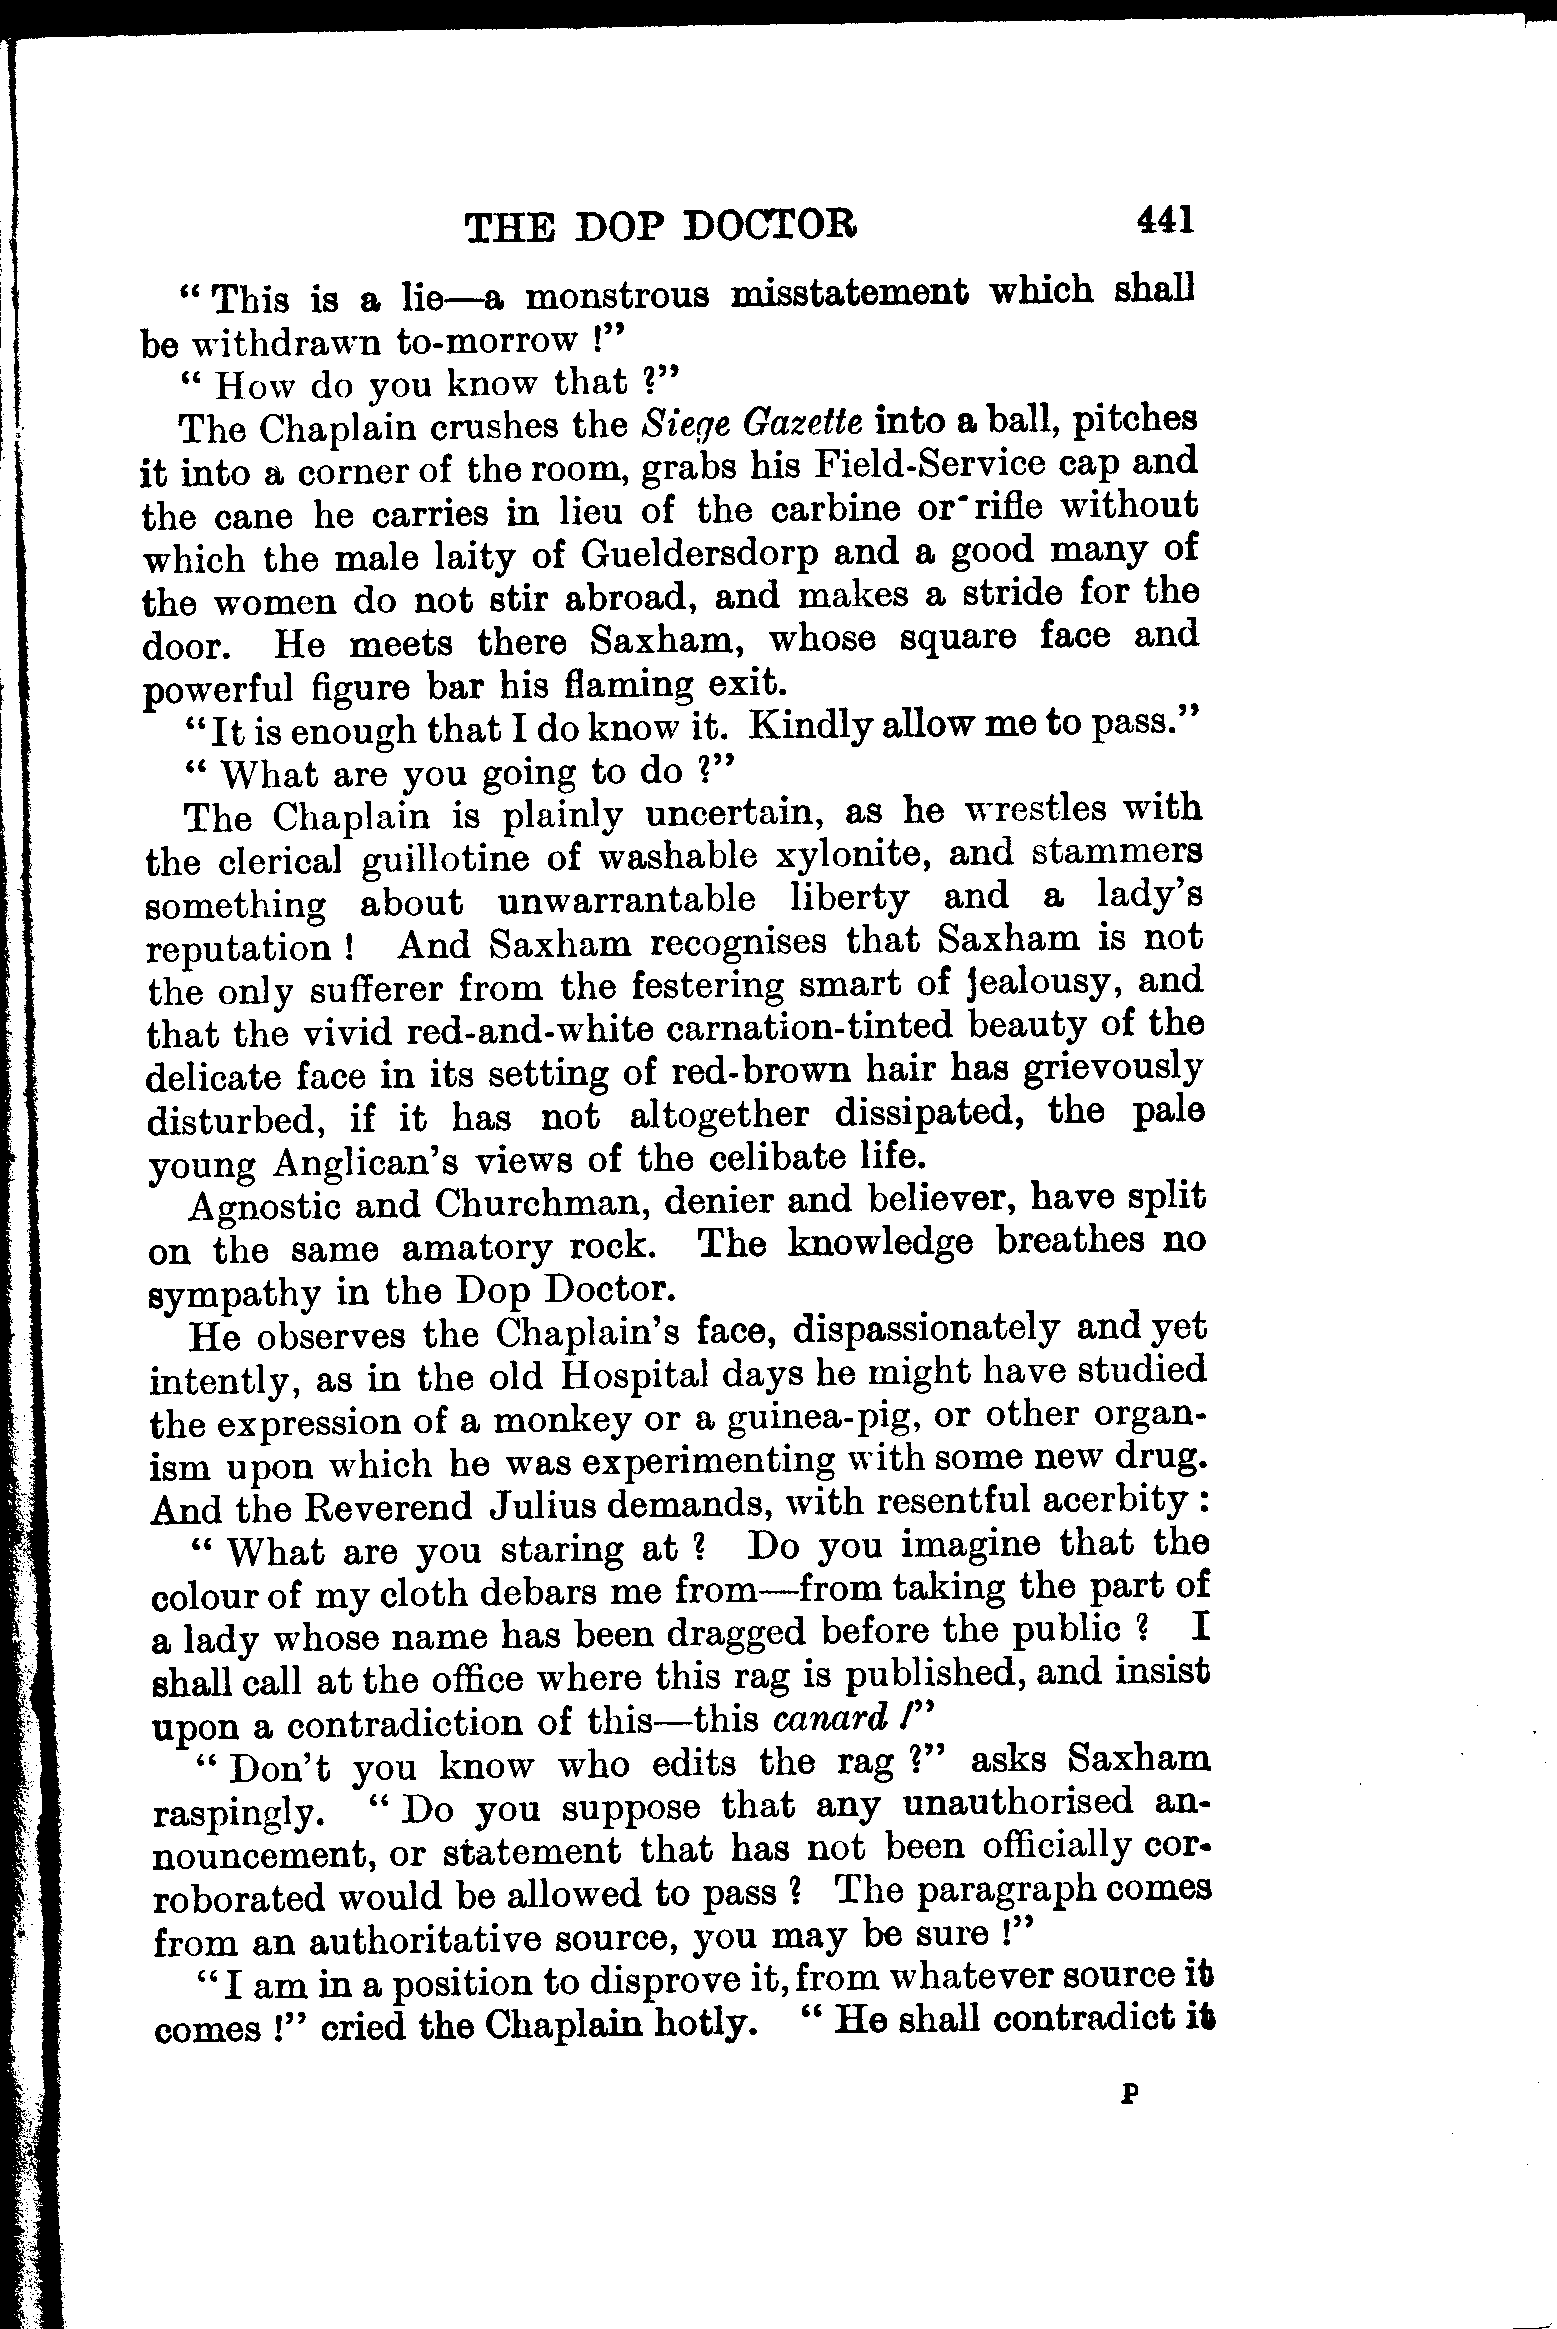 THE DOP DOCTOR 441
“ This is a lie—a monstrous misstatement which shall
be withdrawn to-morrow !”
“ How do you know that ?”
The Chaplain crushes the Siege Gazette into a ball, pitches
it into a corner of the room, grabs his Field-Service cap and
the cane he carries in lieu of the carbine or rifle without
which the male laity of Gueldersdorp and a good many of
the women do not stir abroad, and makes a stride for the
door. He meets there Saxham, whose square face and
powerful figure bar his flaming exit.
“It is enough that I do know it. Kindly allow me to pass.”
“ What are you going to do ?”
The Chaplain is plainly uncertain, as he wrestles with
the clerical guillotine of washable xylonite, and stammers
something about unwarrantable liberty and a lady’s
reputation ! And Saxham recognises that Saxham is not
the only sufferer from the festering smart of jealousy, and
that the vivid red-and-white carnation-tinted beauty of the
delicate face in its setting of red-brown hair has grievously
disturbed, if it has not altogether dissipated, the pale
young Anglican’s views of the celibate life.
Agnostic and Churchman, denier and believer, have split
on the same amatory rock. The knowledge breathes no
sympathy in the Dop Doctor.
He observes the Chaplain’s face, dispassionately and yet
intently, as in the old Hospital days he might have studied
the expression of a monkey or a guinea-pig, or other organ-
ism upon which he was experimenting with some new drug.
And the Reverend Julius demands, with resentful acerbity :
“ What are you staring at ? Do you imagine that the
colour of my cloth debars me from—from taking the part of
a lady whose name has been dragged before the public ? I
shall call at the office where this rag is published, and insist
upon a contradiction of this—this canard !”
“ Don’t you know who edits the rag ?” asks Saxham
raspingly. “ Do you suppose that any unauthorised an-
nouncement, or statement that has not been officially cor-
roborated would be allowed to pass ? The paragraph comes
from an authoritative source, you may be sure !”
“ I am in a position to disprove it, from whatever source it
comes !” cried the Chaplain hotly. “ He shall contradict it
P